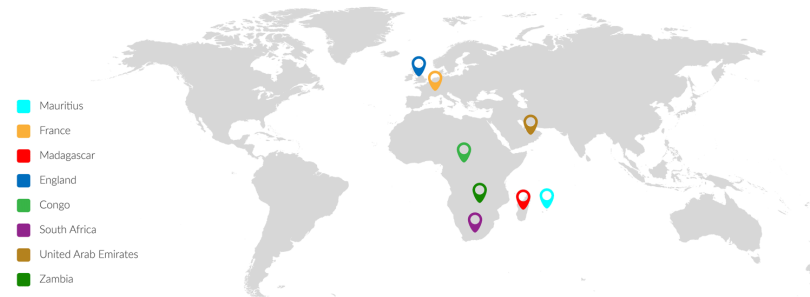 Mauritius
France
Madagascar
England
Congo
South Africa
United Arab Emirates
Zambia